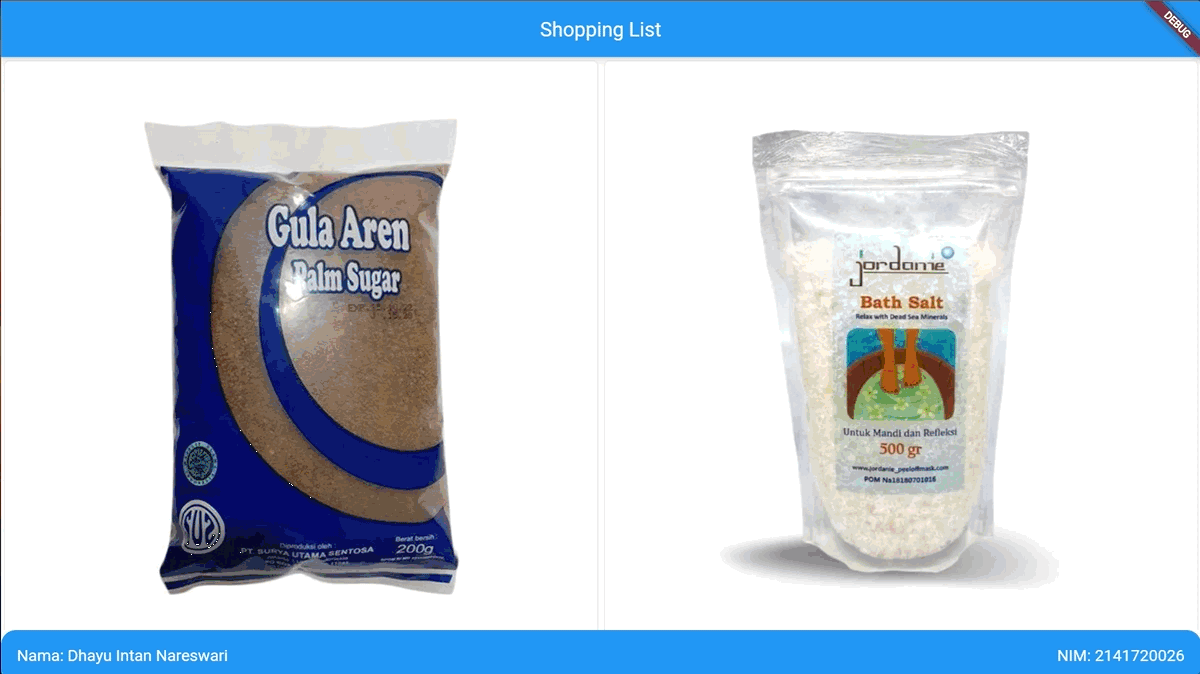 Shopping List
DEBUG
Gula Aren
Palm Sugar
Diproduksi oleh :
PT. SURYA UTAMA SENTOSA
Berat bersih :
200g
jordanie
Bath Salt
Relax with Dead Sea Minerals
Untuk Mandi dan Refleksi
500 gr
www.jordanie_peeloffmask.com
POM Na18180701016
Nama: Dhayu Intan Nareswari
NIM: 2141720026